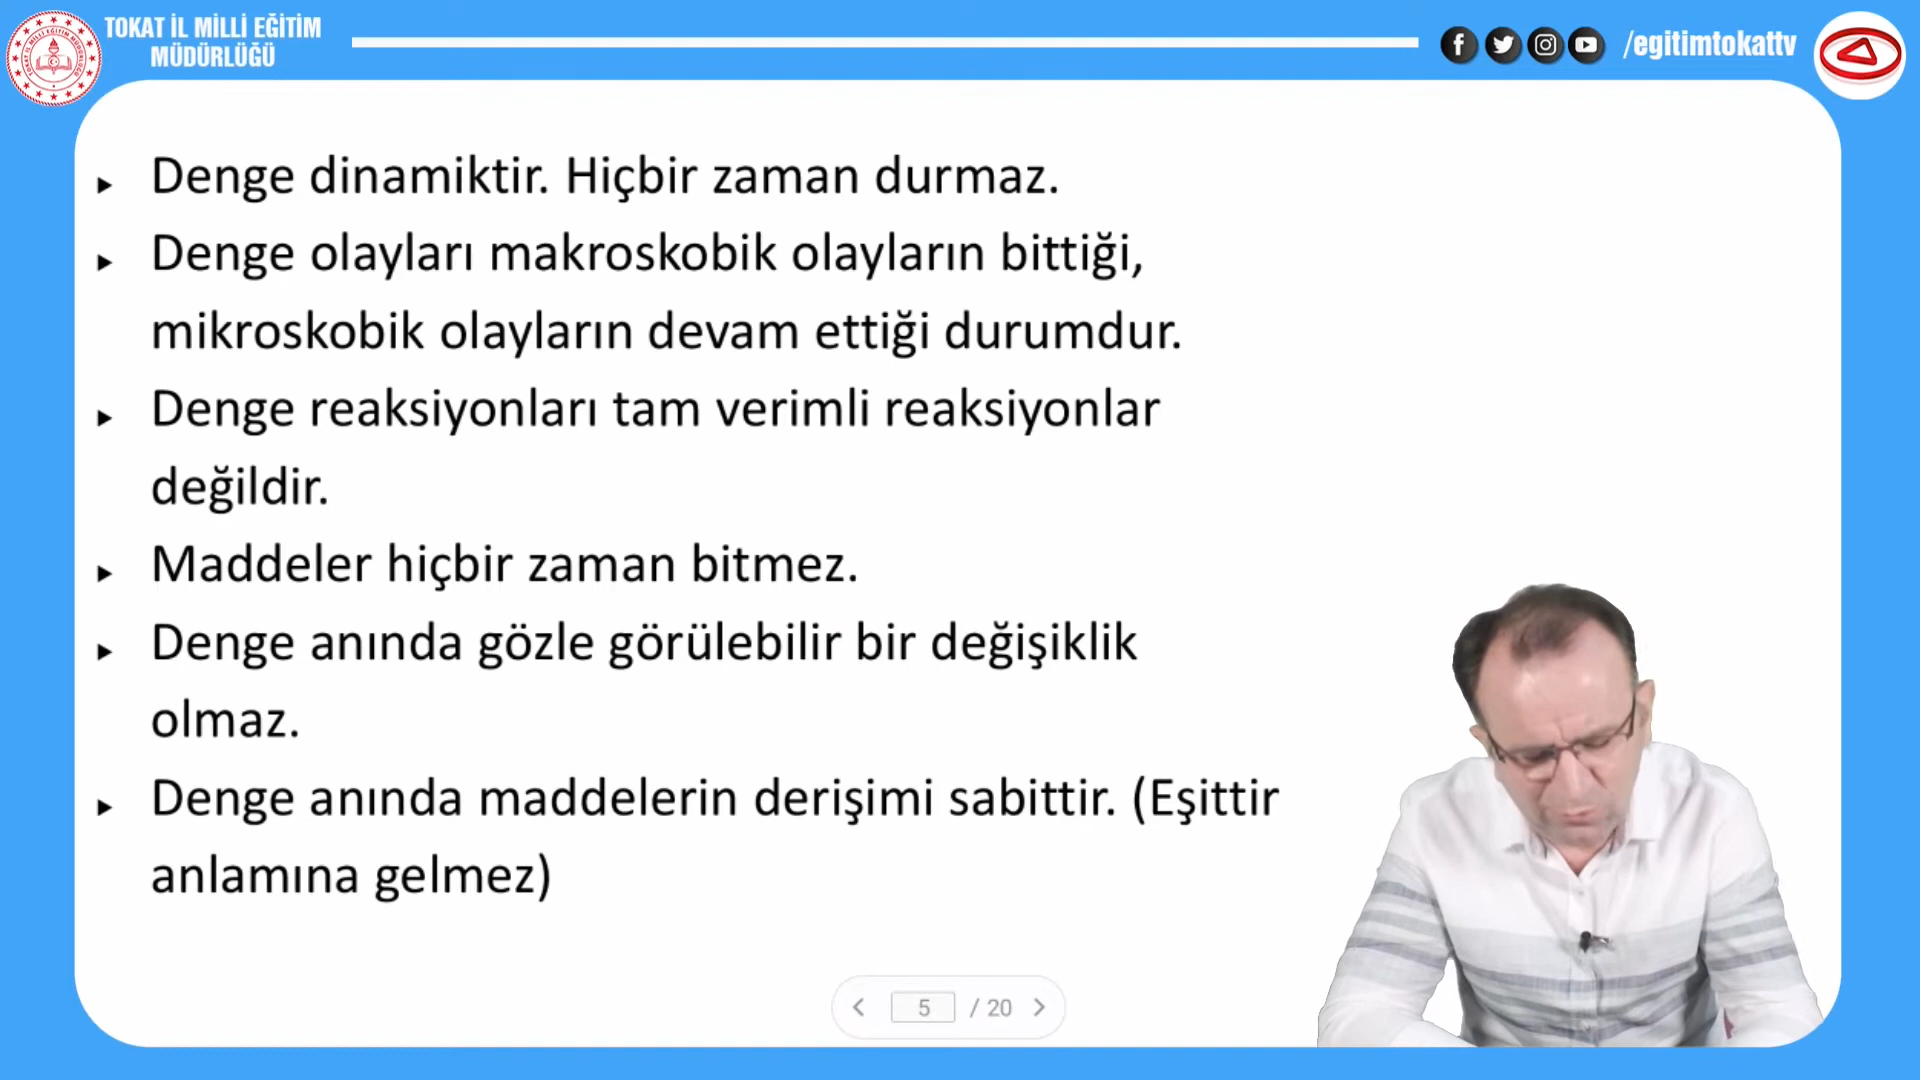 TOKAT İL MİLLİ EĞİTİM
MÜDÜRLÜĞÜ
/egitimtokattv
Denge dinamiktir. Hiçbir zaman durmaz.
Denge olayları makroskobik olayların bittiği,
mikroskobik olayların devam ettiği durumdur.
Denge reaksiyonları tam verimli reaksiyonlar
değildir.
Maddeler hiçbir zaman bitmez.
Denge anında gözle görülebilir bir değişiklik
olmaz.
Denge anında maddelerin derişimi sabittir. (Eşittir
anlamına gelmez)
5 / 20